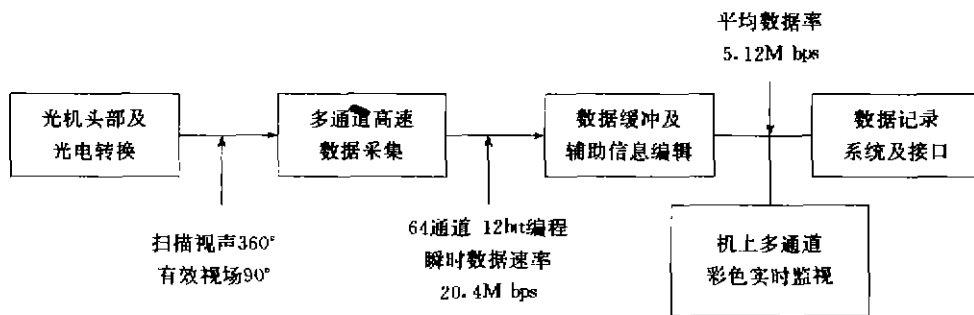 平均数据率
5.12M bps
光机头部及
光电转换
多通道高速
数据采集
数据缓冲及
辅助信息编辑
数据记录
系统及接口
扫描视声360°
有效视场90°
64通道 12bit编程
瞬时数据速率
20.4M bps
机上多通道
彩色实时监视